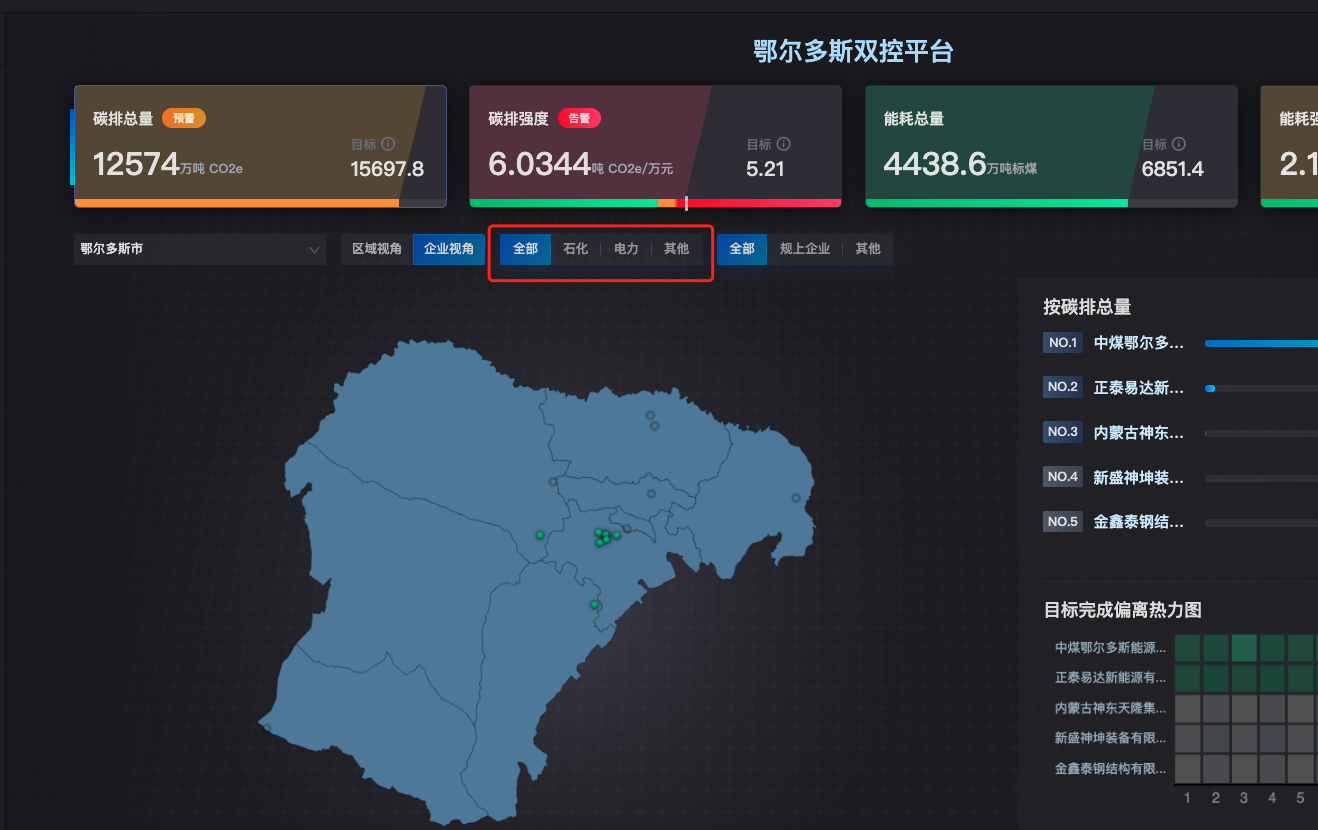 鄂尔多斯双控平台
碳排总量 预警
12574万吨 CO2e
目标
15697.8
碳排强度 告警
6.0344吨 CO2e/万元
目标
5.21
能耗总量
4438.6万吨标煤
目标
6851.4
能耗强
2.1
鄂尔多斯市 区域视角 企业视角 全部 石化 电力 其他 全部 规上企业 其他
按碳排总量
NO.1 中煤鄂尔多...
NO.2 正泰易达新...
NO.3 内蒙古神东...
NO.4 新盛神坤装...
NO.5 金鑫泰钢结...
目标完成偏离热力图
中煤鄂尔多斯能源...
正泰易达新能源有...
内蒙古神东天隆集...
新盛神坤装备有限...
金鑫泰钢结构有限...
1 2 3 4 5